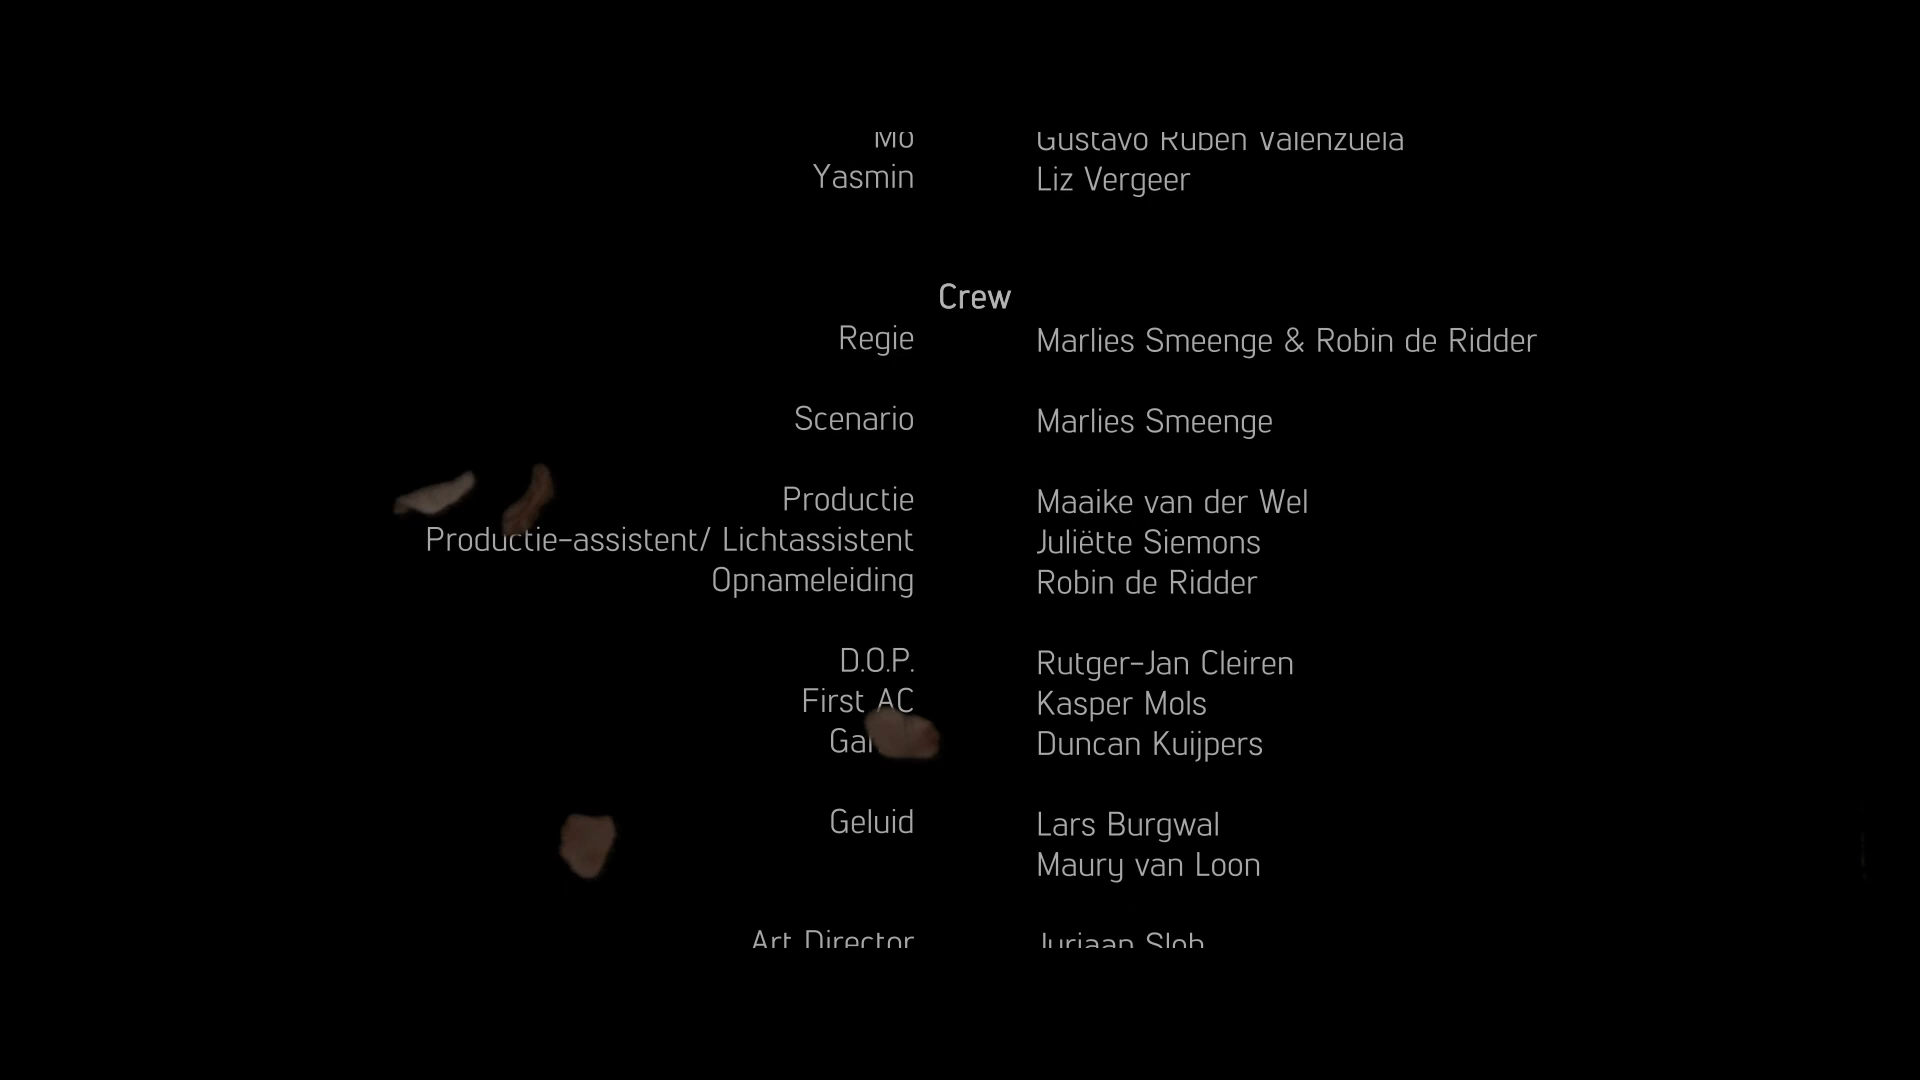 Mo Gustavo Ruben Valenzuela
Yasmin Liz Vergeer
Crew
Regie Marlies Smeenge & Robin de Ridder
Scenario Marlies Smeenge
Productie Maaike van der Wel
Productie-assistent/ Lichtassistent Juliëtte Siemons
Opnameleiding Robin de Ridder
D.O.P. Rutger-Jan Cleiren
First AC Kasper Mols
Duncan Kuijpers
Geluid Lars Burgwal
Maury van Loon
Art Director Jurjaan Slob